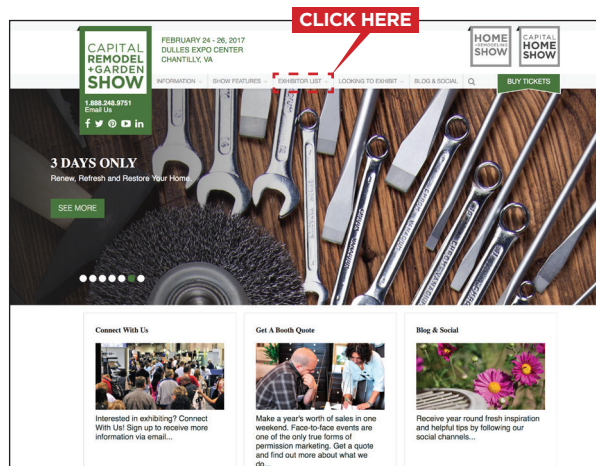 CLICK HERE
CAPITAL
REMODEL
+GARDEN
SHOW
FEBRUARY 24 - 26, 2017
DULLES EXPO CENTER
CHANTILLY, VA
HOME
+REMODELING
SHOW
CAPITAL
HOME
SHOW
INFORMATION
SHOW FEATURES
EXHIBITOR LIST
LOOKING TO EXHIBIT
BLOG & SOCIAL
BUY TICKETS
1.888.248.9751
Email Us
3 DAYS ONLY
Renew, Refresh and Restore Your Home.
SEE MORE
Connect With Us
Interested in exhibiting? Connect
With Us! Sign up to receive more
information via email...
Get A Booth Quote
Make a year's worth of sales in one
weekend. Face-to-face events are
one of the only true forms of
permission marketing. Get a quote
and find out more about what we
do...
Blog & Social
Receive year round fresh inspiration
and helpful tips by following our
social channels...